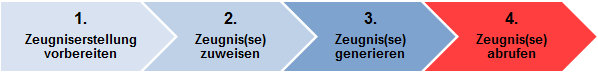 1.
Zeugniserstellung
vorbereiten
2.
Zeugnis(se)
zuweisen
3.
Zeugnis(se)
generieren
4.
Zeugnis(se)
abrufen